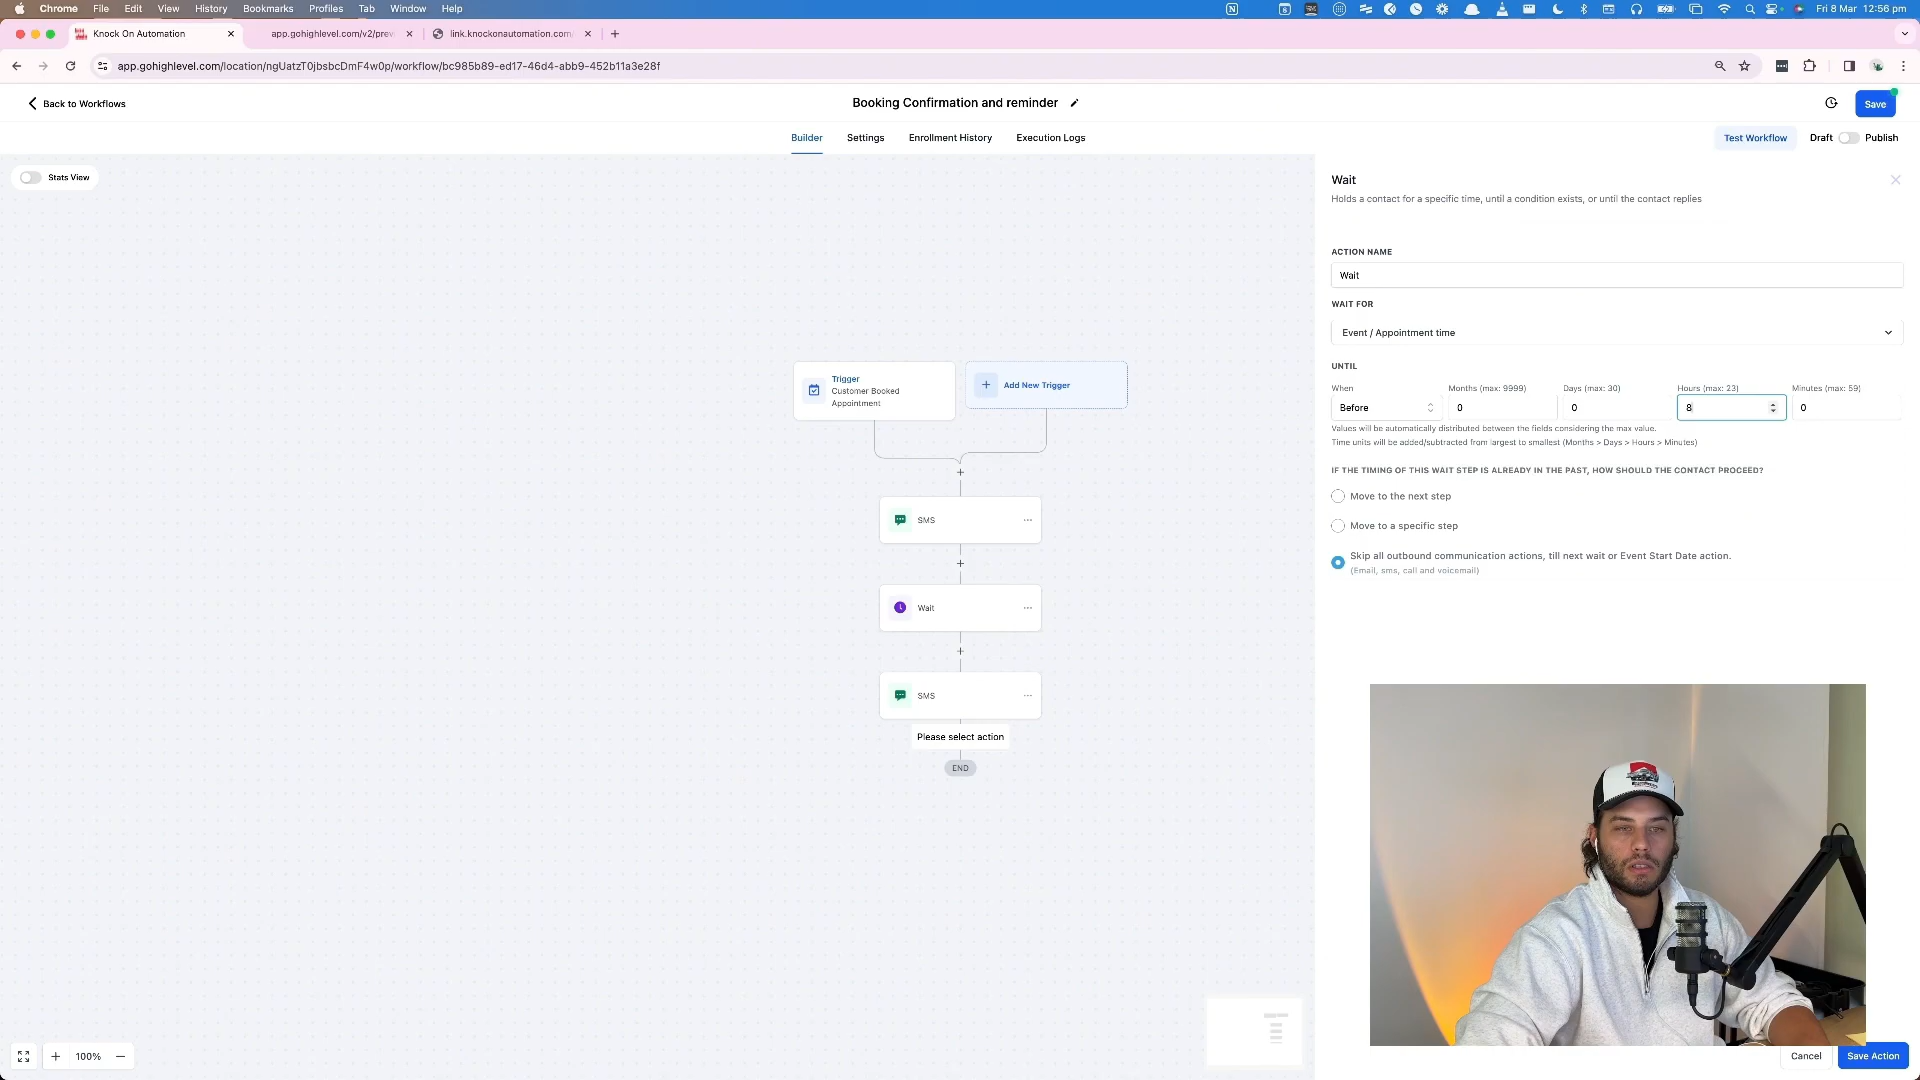 Chrome File Edit View History Bookmarks Profiles Tab Window Help Fri 8 Mar 12:56 pm
Knock On Automation app.gohighlevel.com/v2/prev link.knockonautomation.com
app.gohighlevel.com/location/ngUatzT0jbsbcDmF4w0p/workflow/bc985b89-ed17-46d4-abb9-452b11a3e28f
Back to Workflows
Booking Confirmation and reminder
Save
Builder Settings Enrollment History Execution Logs
Test Workflow Draft Publish
Stats View
Trigger
Customer Booked
Appointment
Add New Trigger
SMS
Wait
SMS
Please select action
END
100%
Wait
Holds a contact for a specific time, until a condition exists, or until the contact replies
ACTION NAME
Wait
WAIT FOR
Event / Appointment time
UNTIL
When Months (max: 9999) Days (max: 30) Hours (max: 23) Minutes (max: 59)
Before 0 0 8 0
Values will be automatically distributed between the fields considering the max value.
Time units will be added/subtracted from largest to smallest (Months > Days > Hours > Minutes)
IF THE TIMING OF THIS WAIT STEP IS ALREADY IN THE PAST, HOW SHOULD THE CONTACT PROCEED?
Move to the next step
Move to a specific step
Skip all outbound communication actions, till next wait or Event Start Date action.
(Email, sms, call and voicemail)
Cancel Save Action